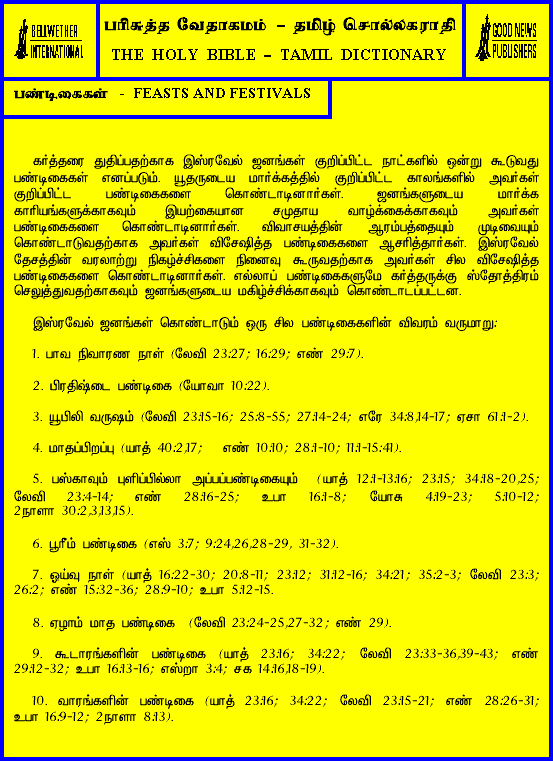 BELLWETHER
INTERNATIONAL
பரிசுத்த வேதாகமம் - தமிழ் சொல்லகராதி
THE HOLY BIBLE - TAMIL DICTIONARY
GOOD NEWS
PUBLISHERS
பண்டிகைகள் - FEASTS AND FESTIVALS
கர்த்தரை துதிப்பதற்காக இஸ்ரவேல் ஜனங்கள் குறிப்பிட்ட நாட்களில் ஒன்று கூடுவது
பண்டிகைகள் எனப்படும். யூதருடைய மார்க்கத்தில் குறிப்பிட்ட காலங்களில் அவர்கள்
குறிப்பிட்ட பண்டிகைகளை கொண்டாடினார்கள். ஜனங்களுடைய மார்க்க
காரியங்களுக்காகவும் இயற்கையான சமுதாய வாழ்க்கைக்காகவும் அவர்கள்
பண்டிகைகளை கொண்டாடினார்கள். விவாசயத்தின் ஆரம்பத்தையும் முடிவையும்
கொண்டாடுவதற்காக அவர்கள் விசேஷித்த பண்டிகைகளை ஆசரித்தார்கள். இஸ்ரவேல்
தேசத்தின் வரலாற்று நிகழ்ச்சிகளை நினைவு கூருவதற்காக அவர்கள் சில விசேஷித்த
பண்டிகைகளை கொண்டாடினார்கள். எல்லாப் பண்டிகைகளுமே கர்த்தருக்கு ஸ்தோத்திரம்
செலுத்துவதற்காகவும் ஜனங்களுடைய மகிழ்ச்சிக்காகவும் கொண்டாடப்பட்டன.
இஸ்ரவேல் ஜனங்கள் கொண்டாடும் ஒரு சில பண்டிகைகளின் விவரம் வருமாறு:
1. பாவ நிவாரண நாள் (லேவி 23:27; 16:29; எண் 29:7).
2. பிரதிஷ்டை பண்டிகை (யோவா 10:22).
3. யூபிலி வருஷம் (லேவி 23:15-16; 25:8-55; 27:14-24; எரே 34:8,14-17; ஏசா 61:1-2).
4. மாதப்பிறப்பு (யாத் 40:2,17; எண் 10:10; 28:1-10; 11:1-15:41).
5. பஸ்காவும் புளிப்பில்லா அப்பப்பண்டிகையும் (யாத் 12:1-13:16; 23:15; 34:18-20,25;
லேவி 23:4-14; எண் 28:16-25; உபா 16:1-8; யோசு 4:19-23; 5:10-12;
2நாளா 30:2,3,13,15).
6. பூரீம் பண்டிகை (எஸ் 3:7; 9:24,26,28-29, 31-32).
7. ஓய்வு நாள் (யாத் 16:22-30; 20:8-11; 23:12; 31:12-16; 34:21; 35:2-3; லேவி 23:3;
26:2; எண் 15:32-36; 28:9-10; உபா 5:12-15.
8. ஏழாம் மாத பண்டிகை (லேவி 23:24-25,27-32; எண் 29).
9. கூடாரங்களின் பண்டிகை (யாத் 23:16; 34:22; லேவி 23:33-36,39-43; எண்
29:12-32; உபா 16:13-16; எஸ்றா 3:4; சக 14:16,18-19).
10. வாரங்களின் பண்டிகை (யாத் 23:16; 34:22; லேவி 23:15-21; எண் 28:26-31;
உபா 16:9-12; 2நாளா 8:13).